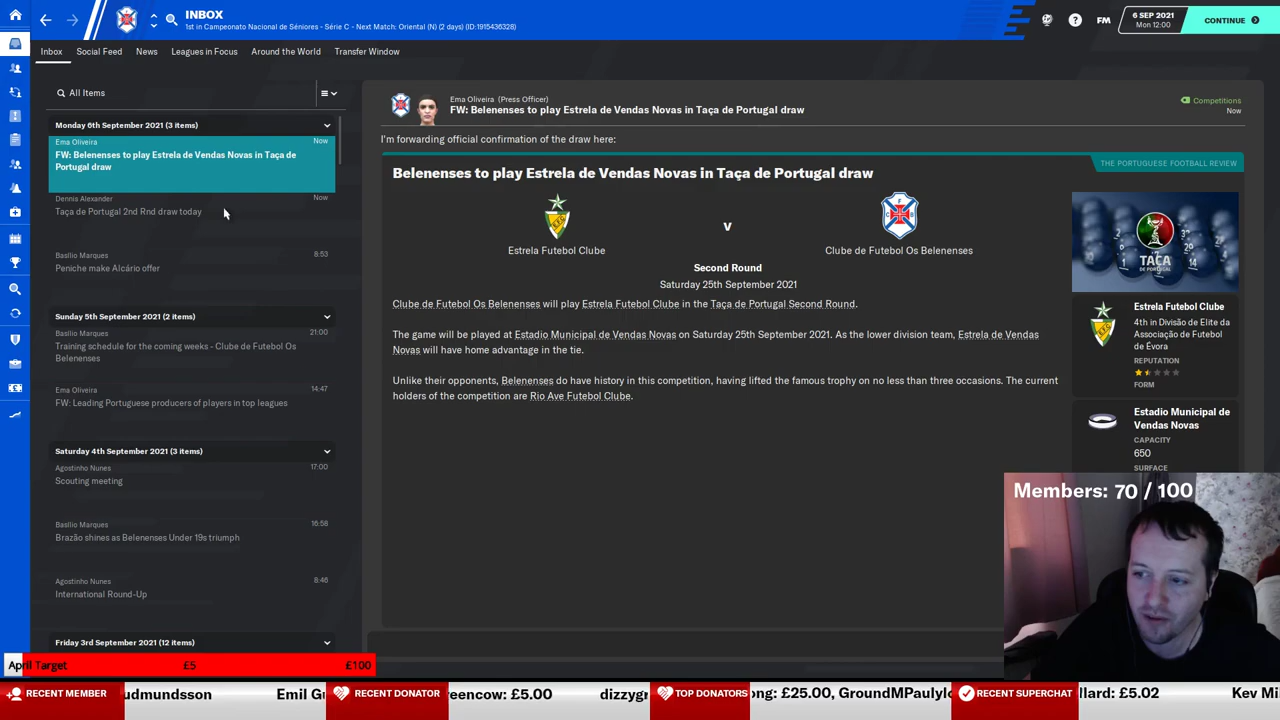 INBOX
1st in Campeonato Nacional de Séniores - Série C - Next Match: Oriental (N) (2 days) (ID:1915436328)
FM
6 SEP 2021
Mon 12:00
CONTINUE
Inbox
Social Feed
News
Leagues in Focus
Around the World
Transfer Window
All Items
Monday 6th September 2021 (3 items)
Ema Oliveira
Now
FW: Belenenses to play Estrela de Vendas Novas in Taça de
Portugal draw
Dennis Alexander
Now
Taça de Portugal 2nd Rnd draw today
Basílio Marques
8:53
Peniche make Alcário offer
Sunday 5th September 2021 (2 items)
Basílio Marques
21:00
Training schedule for the coming weeks - Clube de Futebol Os
Belenenses
Ema Oliveira
14:47
FW: Leading Portuguese producers of players in top leagues
Saturday 4th September 2021 (3 items)
Agostinho Nunes
17:00
Scouting meeting
Basílio Marques
16:58
Brazão shines as Belenenses Under 19s triumph
Agostinho Nunes
8:46
International Round-Up
Friday 3rd September 2021 (12 items)
Ema Oliveira (Press Officer)
FW: Belenenses to play Estrela de Vendas Novas in Taça de Portugal draw
Competitions
Now
I'm forwarding official confirmation of the draw here:
THE PORTUGUESE FOOTBALL REVIEW
Belenenses to play Estrela de Vendas Novas in Taça de Portugal draw
v
Estrela Futebol Clube
Clube de Futebol Os Belenenses
Second Round
Saturday 25th September 2021
Clube de Futebol Os Belenenses will play Estrela Futebol Clube in the Taça de Portugal Second Round.
The game will be played at Estadio Municipal de Vendas Novas on Saturday 25th September 2021. As the lower division team, Estrela de Vendas
Novas will have home advantage in the tie.
Unlike their opponents, Belenenses do have history in this competition, having lifted the famous trophy on no less than three occasions. The current
holders of the competition are Rio Ave Futebol Clube.
TAÇA
Estrela Futebol Clube
4th in Divisão de Elite da
Associação de Futebol
de Évora
REPUTATION
FORM
Estadio Municipal de
Vendas Novas
CAPACITY
650
SURFACE
Members: 70 / 100
April Target
£5
£100
RECENT MEMBER
udmundsson
Emil G
RECENT DONATOR
eencow: £5.00
dizzyg
TOP DONATORS
ong: £25.00, GroundMPaulylo
RECENT SUPERCHAT
llard: £5.02
Kev Mi